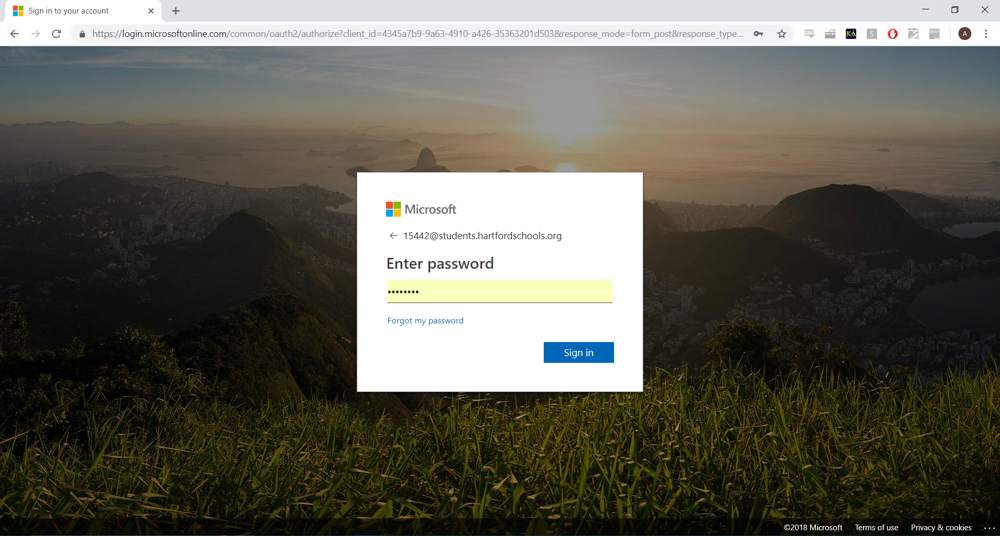 Sign in to your account
https://login.microsoftonline.com/common/oauth2/authorize?client_id=4345a7b9-9a63-4910-a426-35363201d503&response_mode=form_post&response_type...
CSS
KA
S
A
Microsoft
15442@students.hartfordschools.org
Enter password
••••••••
Forgot my password
Sign in
©2018 Microsoft Terms of use Privacy & cookies ...